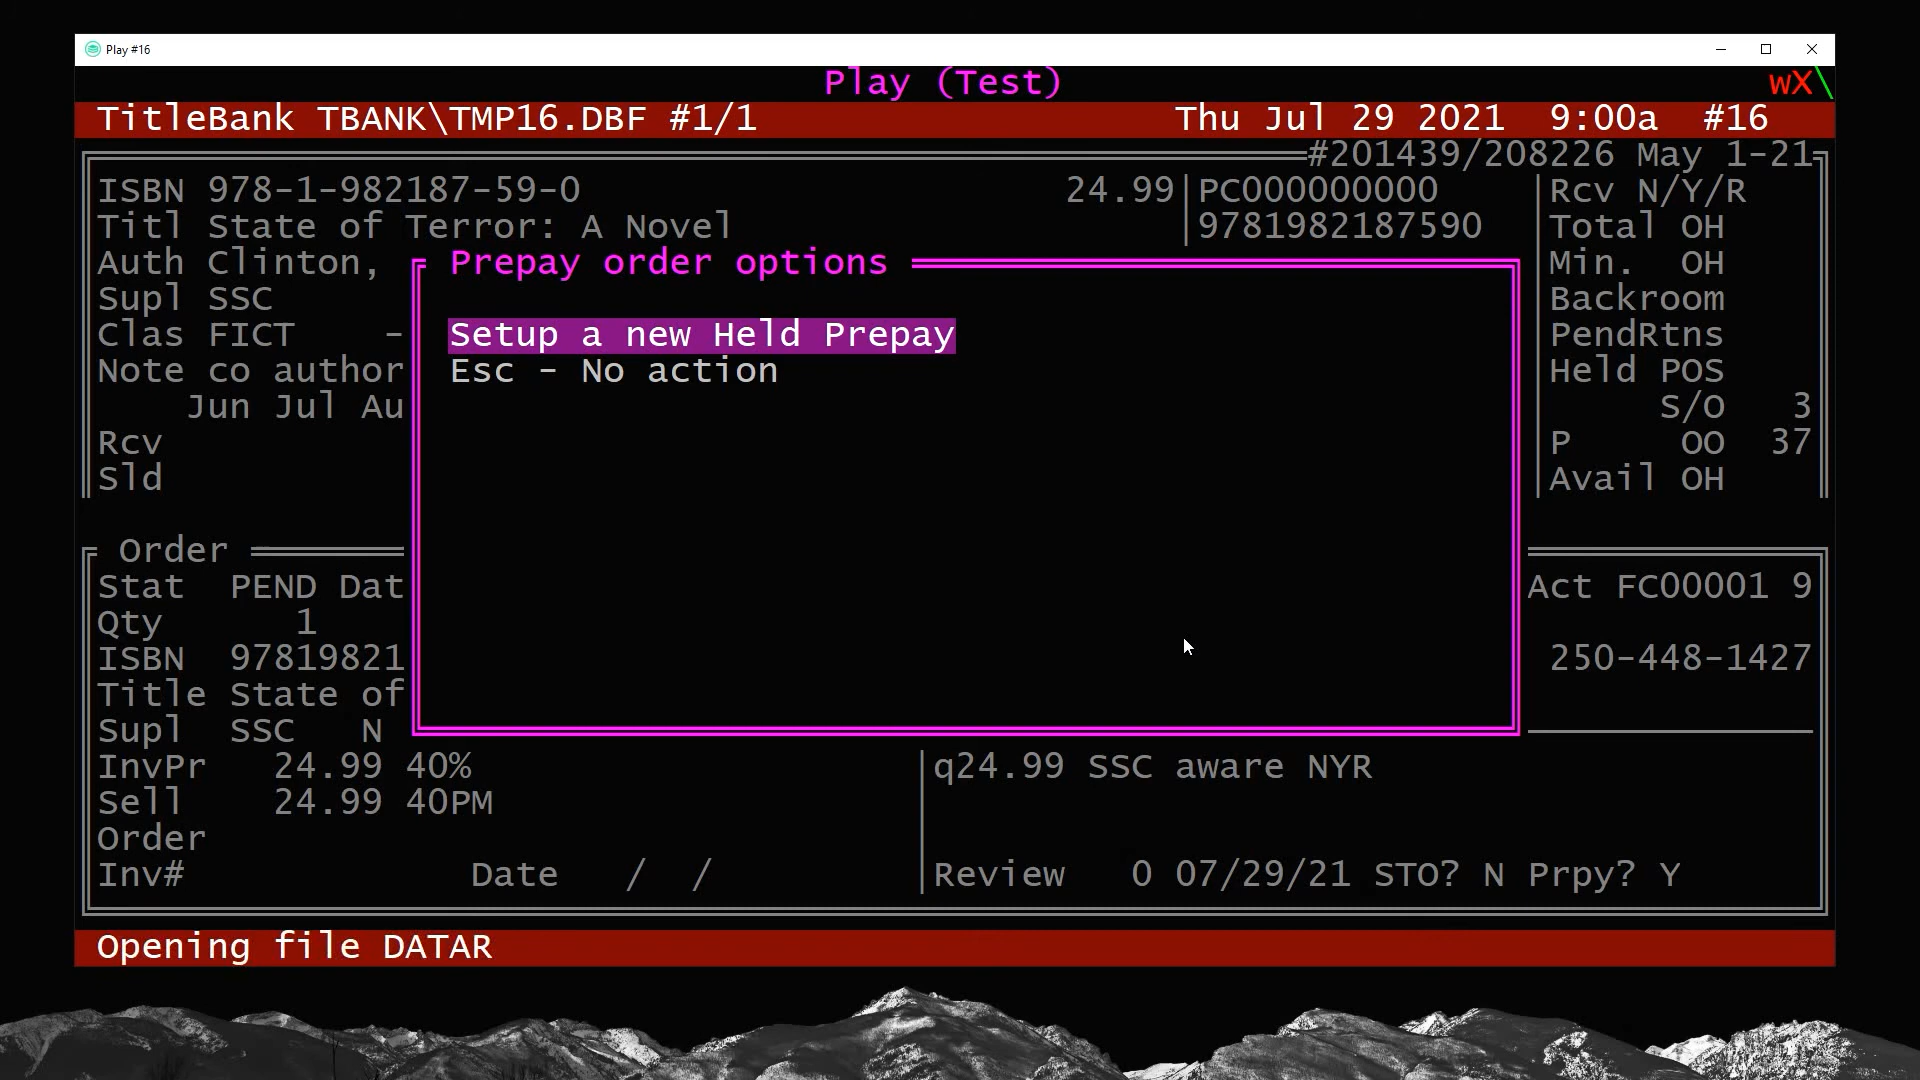 Play #16
Play (Test) wX\
TitleBank TBANK\TMP16.DBF #1/1 Thu Jul 29 2021 9:00a #16
#201439/208226 May 1-21
ISBN 978-1-982187-59-0 24.99 PC000000000 Rcv N/Y/R
Titl State of Terror: A Novel 9781982187590 Total OH
Auth Clinton, Prepay order options Min. OH
Supl SSC Backroom
Clas FICT - Setup a new Held Prepay PendRtns
Note co author Esc - No action Held POS
Jun Jul Au S/O 3
Rcv P OO 37
Sld Avail OH
Order
Stat PEND Dat Act FC00001 9
Qty 1
ISBN 97819821 250-448-1427
Title State of
Supl SSC N
InvPr 24.99 40% q24.99 SSC aware NYR
Sell 24.99 40PM
Order
Inv# Date / / Review 0 07/29/21 STO? N Prpy? Y
Opening file DATAR